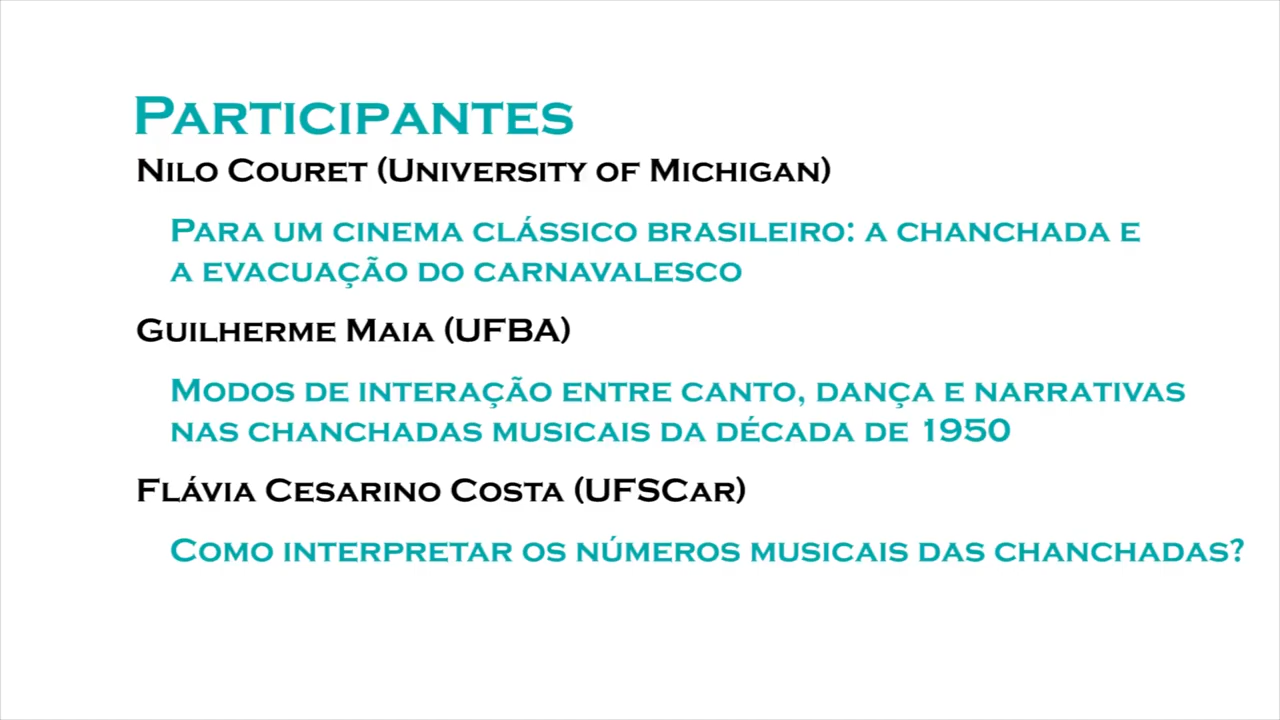 Participantes
Nilo Couret (University of Michigan)
Para um cinema clássico brasileiro: a chanchada e
a evacuação do carnavalesco
Guilherme Maia (UFBA)
Modos de interação entre canto, dança e narrativas
nas chanchadas musicais da década de 1950
Flávia Cesarino Costa (UFSCar)
Como interpretar os números musicais das chanchadas?